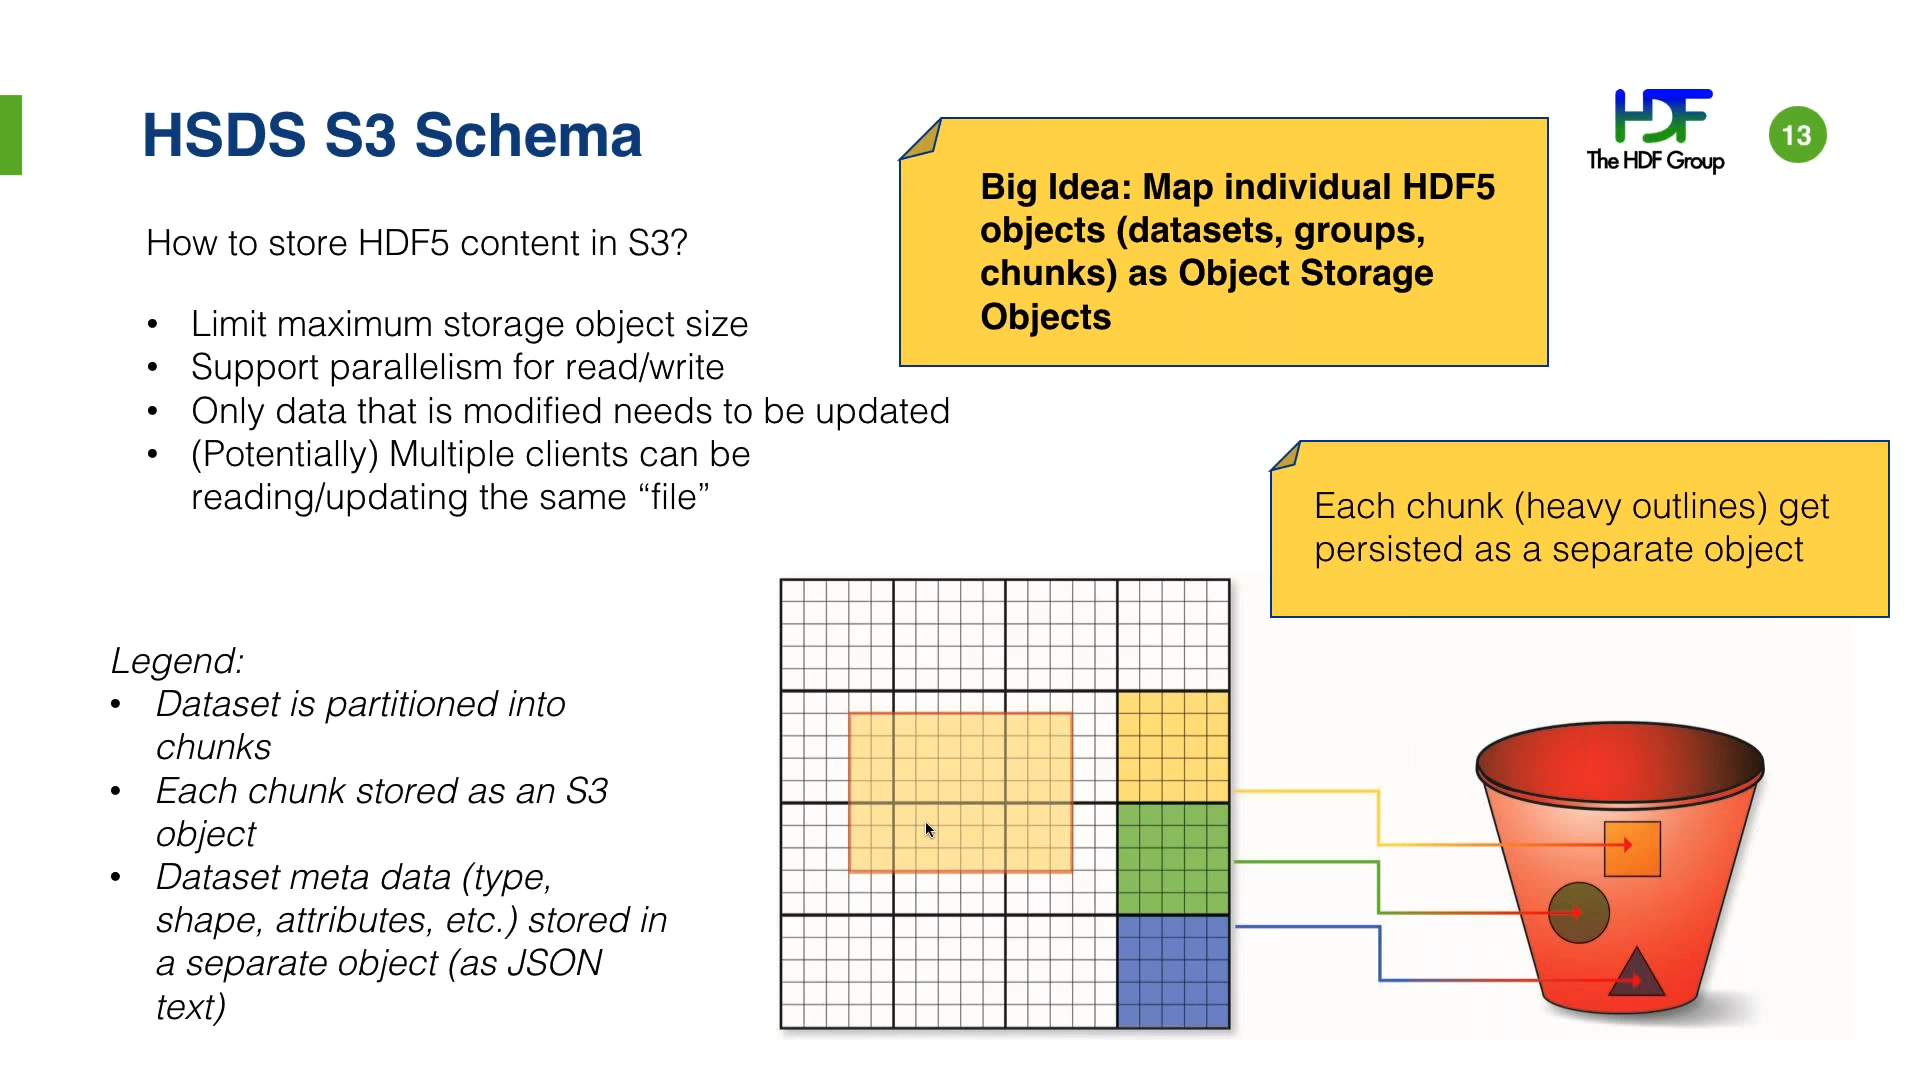 HSDS S3 Schema
How to store HDF5 content in S3?
• Limit maximum storage object size
• Support parallelism for read/write
• Only data that is modified needs to be updated
• (Potentially) Multiple clients can be
reading/updating the same “file”
Big Idea: Map individual HDF5
objects (datasets, groups,
chunks) as Object Storage
Objects
HDF
The HDF Group
13
Each chunk (heavy outlines) get
persisted as a separate object
Legend:
• Dataset is partitioned into
chunks
• Each chunk stored as an S3
object
• Dataset meta data (type,
shape, attributes, etc.) stored in
a separate object (as JSON
text)